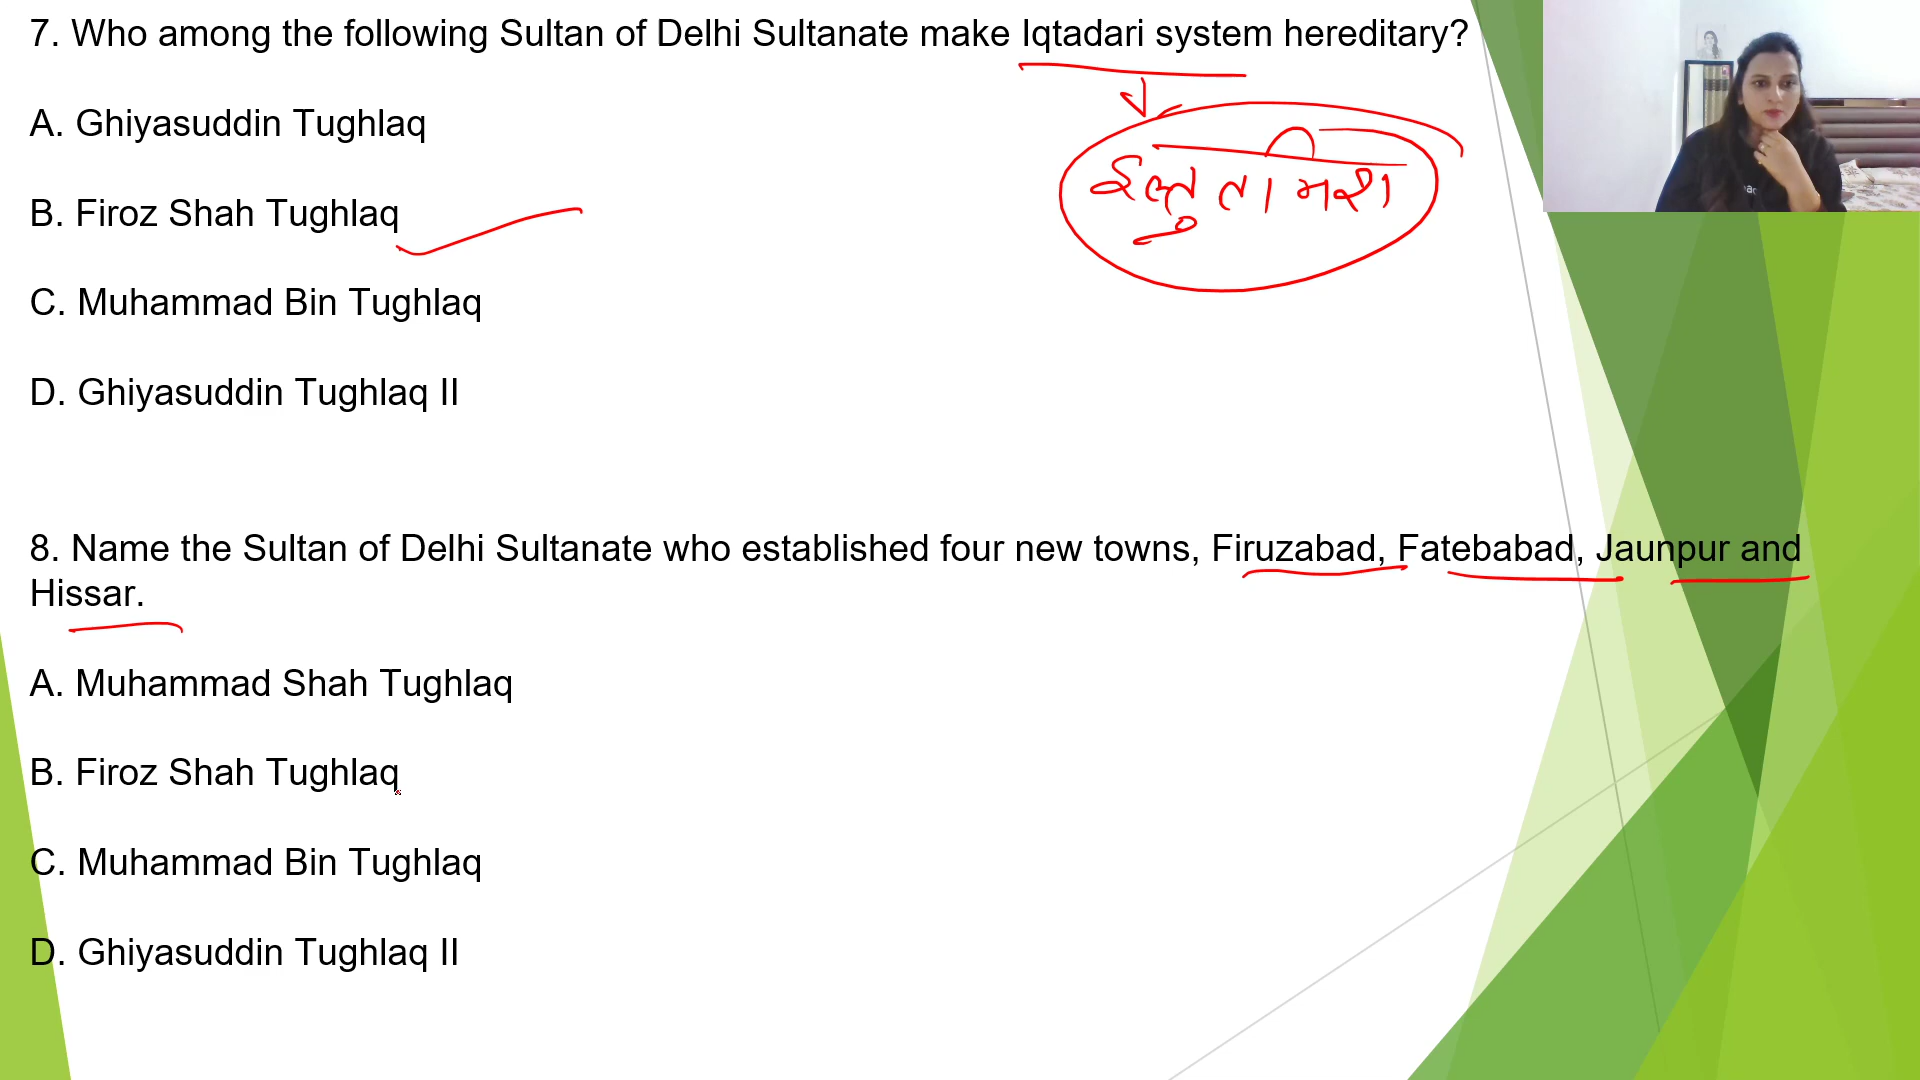 7. Who among the following Sultan of Delhi Sultanate make Iqtadari system hereditary?
A. Ghiyasuddin Tughlaq
इल्तुतमिश
B. Firoz Shah Tughlaq
C. Muhammad Bin Tughlaq
D. Ghiyasuddin Tughlaq II
8. Name the Sultan of Delhi Sultanate who established four new towns, Firuzabad, Fatebabad, Jaunpur and
Hissar.
A. Muhammad Shah Tughlaq
B. Firoz Shah Tughlaq
C. Muhammad Bin Tughlaq
D. Ghiyasuddin Tughlaq II